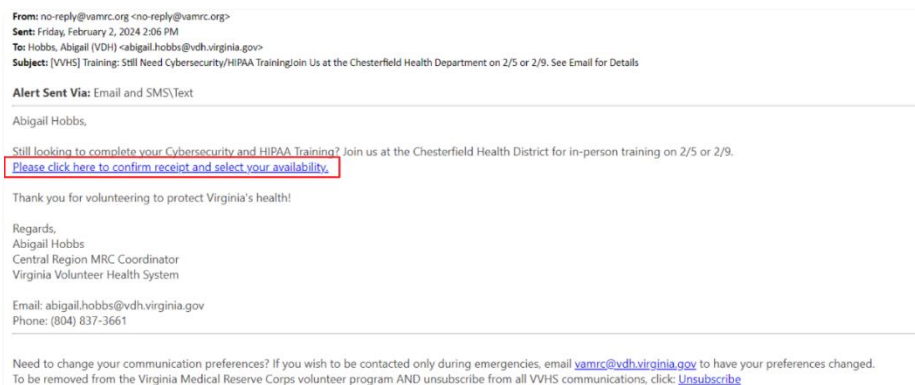 From: no-reply@vamrc.org <no-reply@vamrc.org>
Sent: Friday, February 2, 2024 2:06 PM
To: Hobbs, Abigail (VDH) <abigail.hobbs@vdh.virginia.gov>
Subject: [VVHS] Training: Still Need Cybersecurity/HIPAA TrainingJoin Us at the Chesterfield Health Department on 2/5 or 2/9. See Email for Details
Alert Sent Via: Email and SMS\Text
Abigail Hobbs,
Still looking to complete your Cybersecurity and HIPAA Training? Join us at the Chesterfield Health District for in-person training on 2/5 or 2/9.
Please click here to confirm receipt and select your availability.
Thank you for volunteering to protect Virginia's health!
Regards,
Abigail Hobbs
Central Region MRC Coordinator
Virginia Volunteer Health System
Email: abigail.hobbs@vdh.virginia.gov
Phone: (804) 837-3661
Need to change your communication preferences? If you wish to be contacted only during emergencies, email vamrc@vdh.virginia.gov to have your preferences changed.
To be removed from the Virginia Medical Reserve Corps volunteer program AND unsubscribe from all VVHS communications, click: Unsubscribe